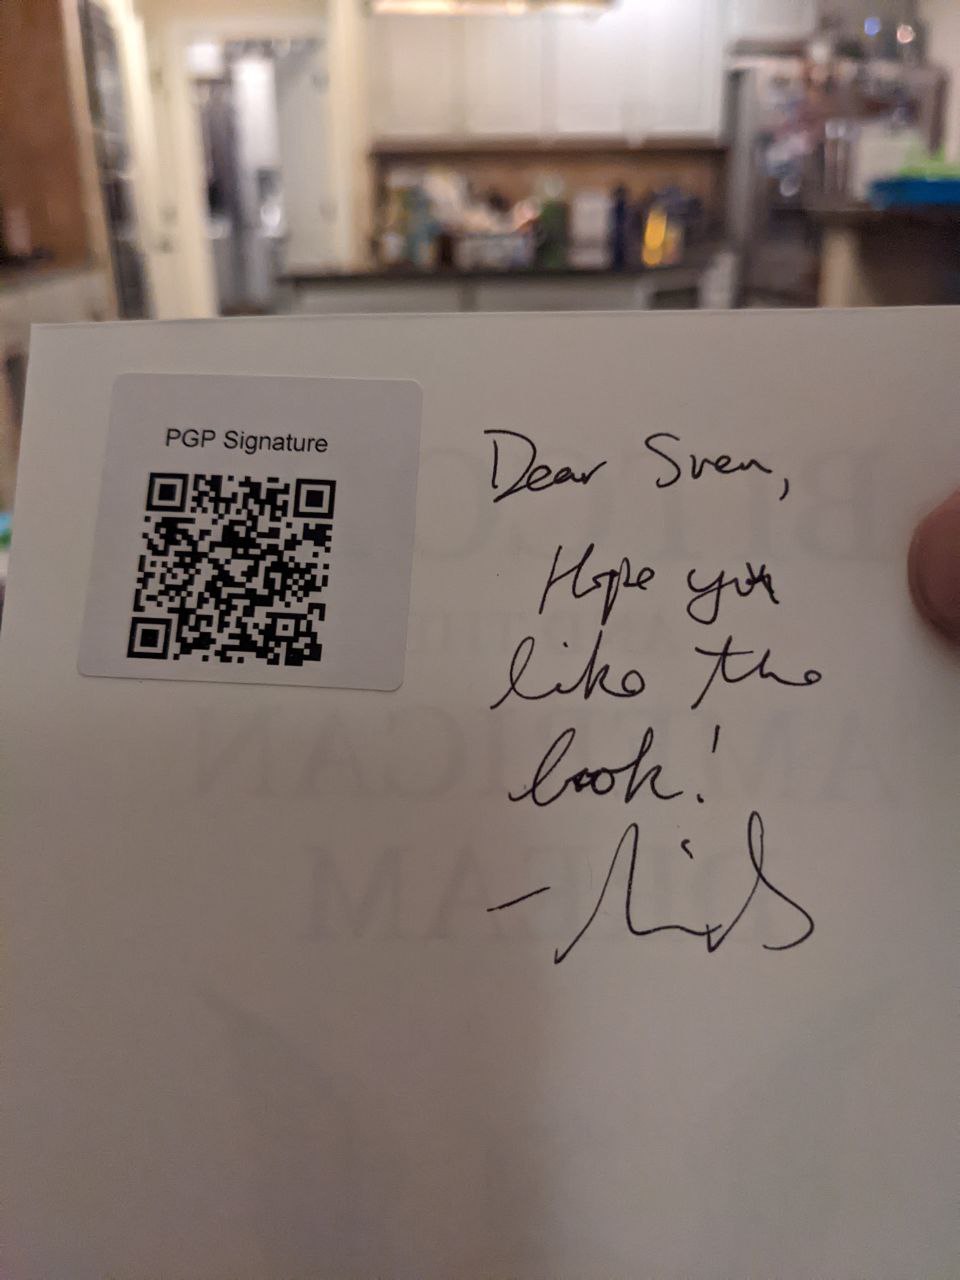 PGP Signature
Dear Sven,
Hope you
like the
book!